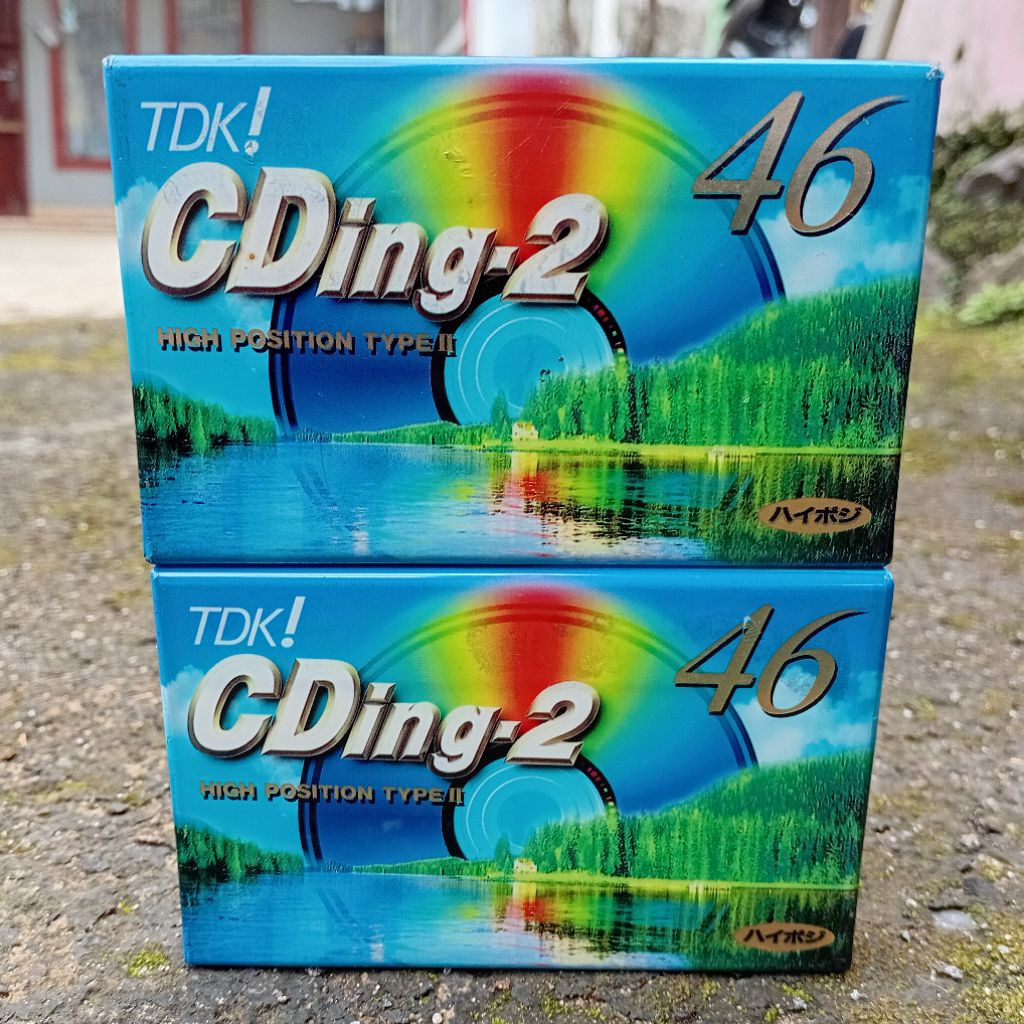 TDK!
46
CDing-2
HIGH POSITION TYPE II
ハイポジ
TDK!
46
CDing-2
HIGH POSITION TYPE II
ハイポジ